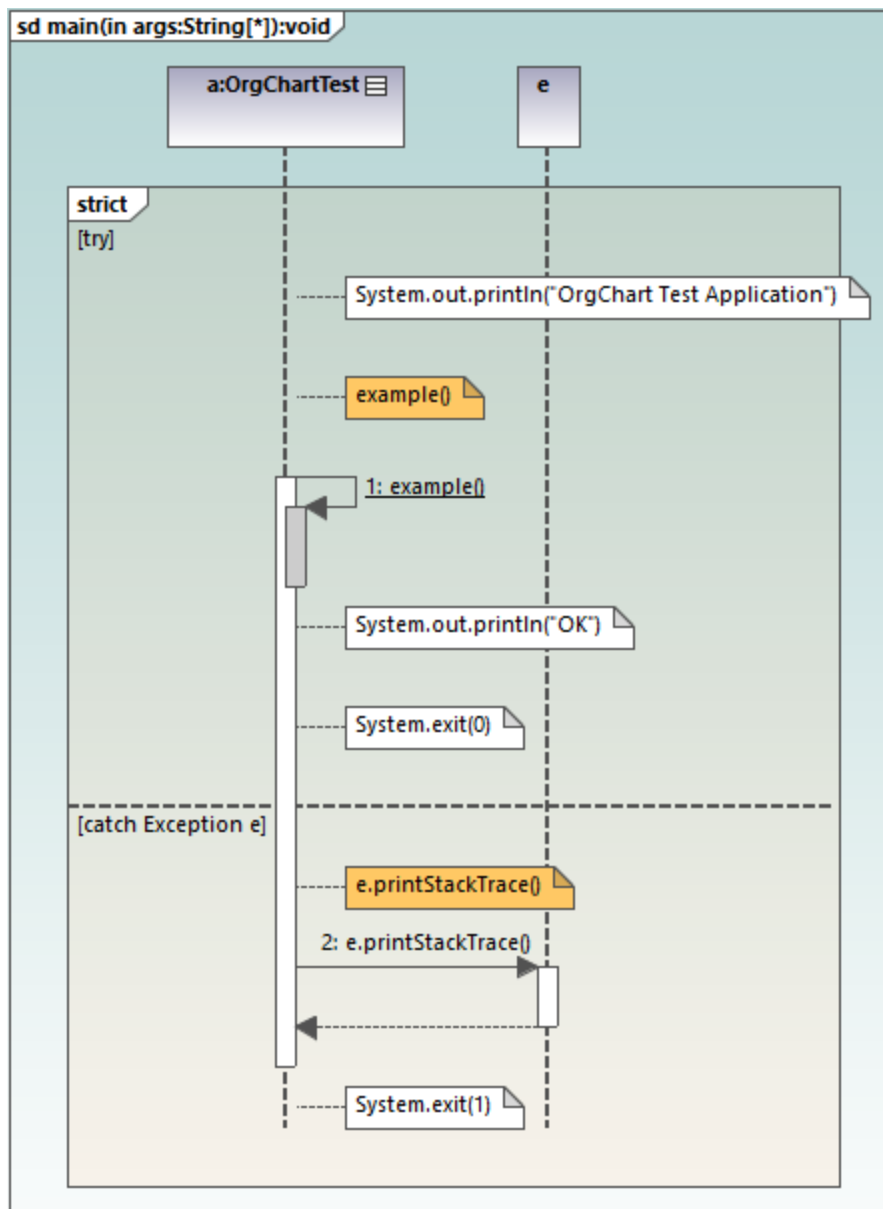 sd main(in args:String[*]):void
a:OrgChartTest
e
strict
[try]
System.out.println("OrgChart Test Application")
example()
1: example()
System.out.println("OK")
System.exit(0)
[catch Exception e]
e.printStackTrace()
2: e.printStackTrace()
System.exit(1)